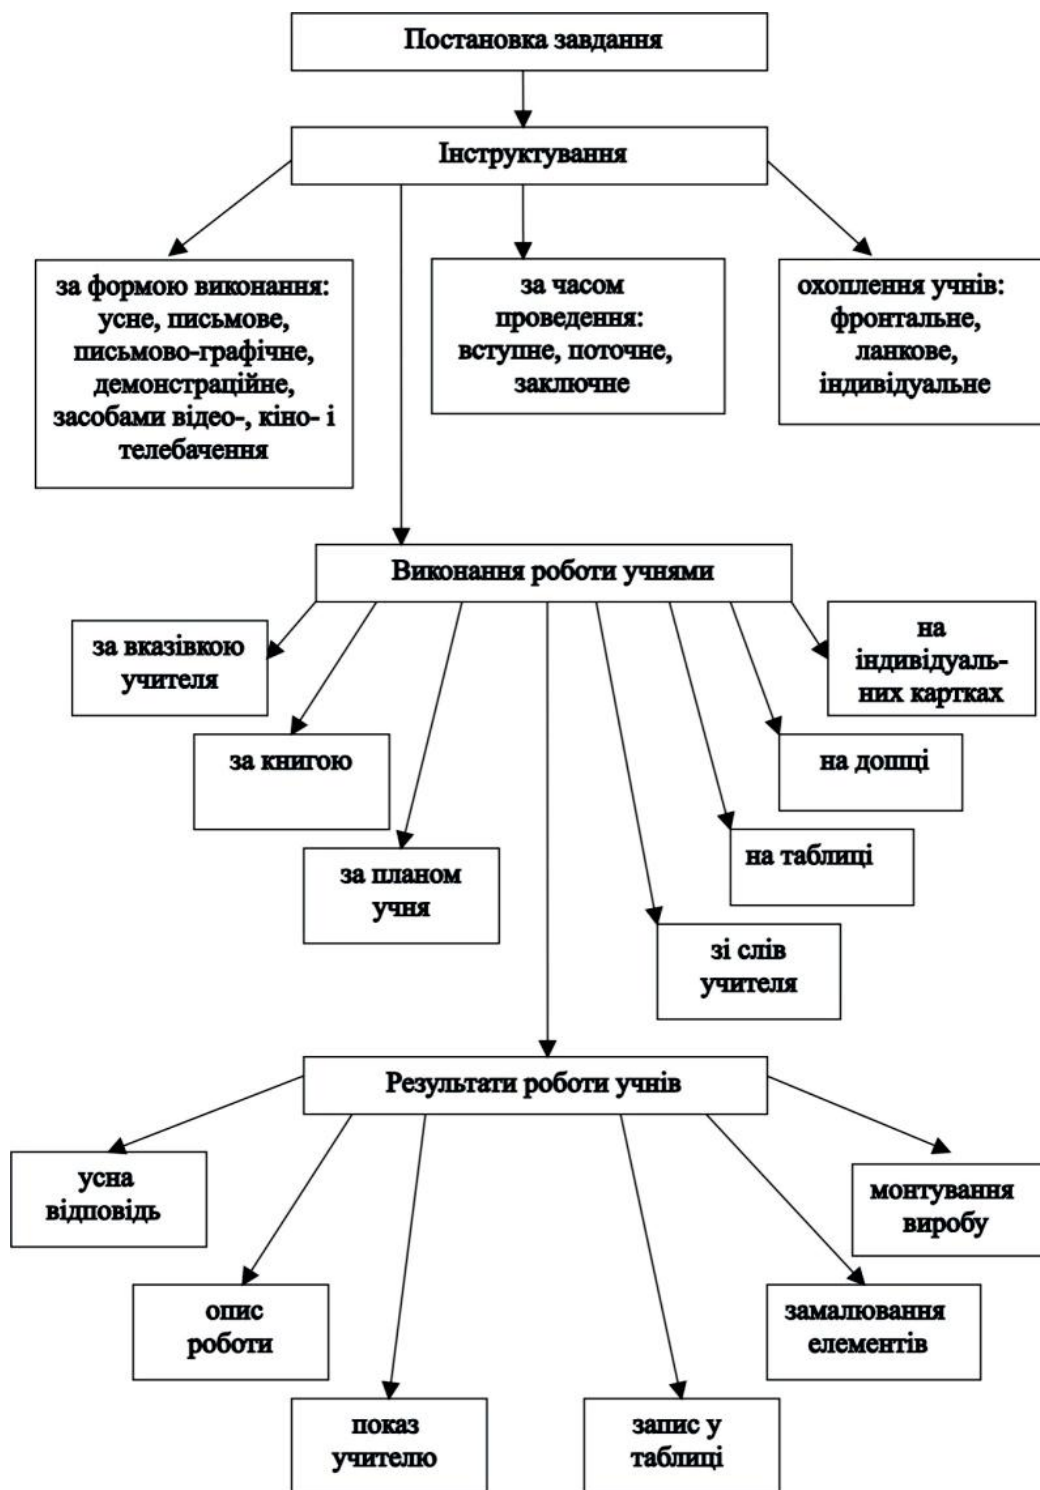 Постановка завдання
Інструктування
за формою виконання:
усне, письмове,
письмово-графічне,
демонстраційне,
засобами відео-, кіно- і
телебачення
за часом
проведення:
вступне, поточне,
заключне
охоплення учнів:
фронтальне,
ланкове,
індивідуальне
Виконання роботи учнями
за вказівкою
учителя
за книгою
за планом
учня
зі слів
учителя
на таблиці
на дошці
на
індивідуаль-
них картках
Результати роботи учнів
усна
відповідь
опис
роботи
показ
учителю
запис у
таблиці
замалювання
елементів
монтування
виробу